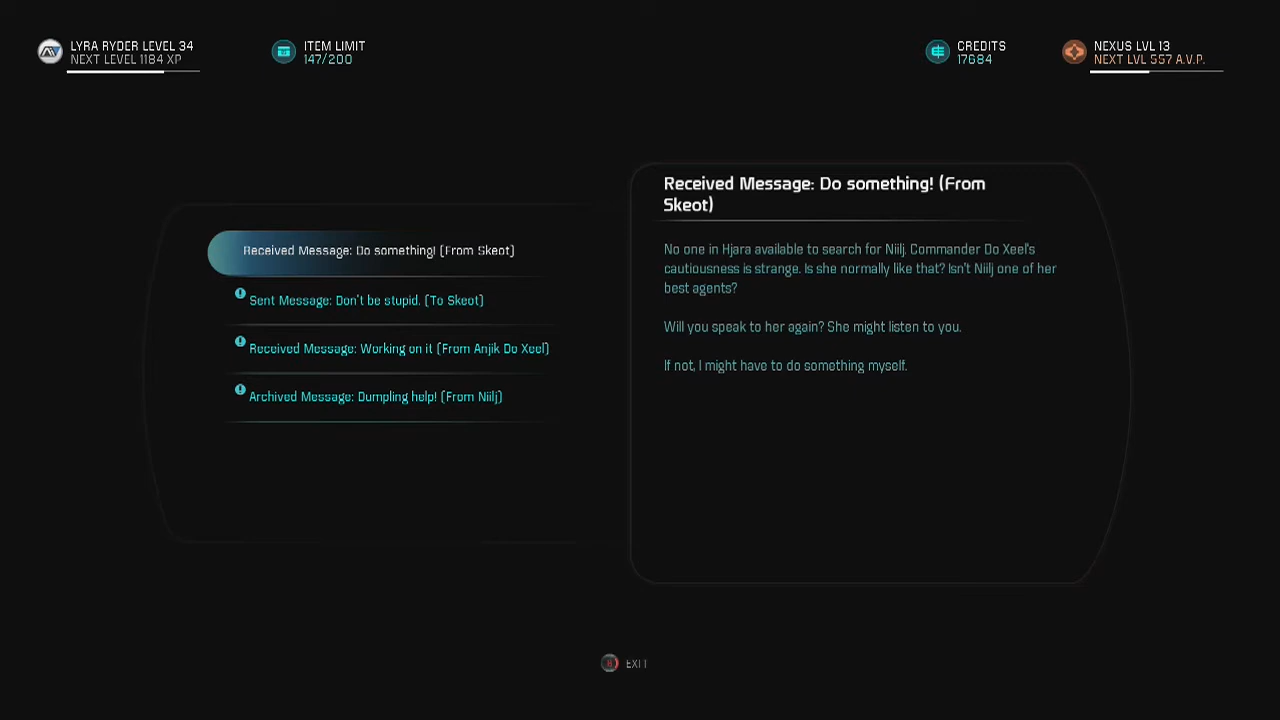 LYRA RYDER LEVEL 34
NEXT LEVEL 1184 XP
ITEM LIMIT
147/200
CREDITS
17684
NEXUS LVL 13
NEXT LVL 557 A.V.P.
Received Message: Do something! (From Skeot)
Sent Message: Don't be stupid. (To Skeot)
Received Message: Working on it (From Anjik Do Xeel)
Archived Message: Dumpling help! (From Niilj)
Received Message: Do something! (From
Skeot)
No one in Hjara available to search for Niilj. Commander Do Xeel's
cautiousness is strange. Is she normally like that? Isn't Niilj one of her
best agents?
Will you speak to her again? She might listen to you.
If not, I might have to do something myself.
B EXIT